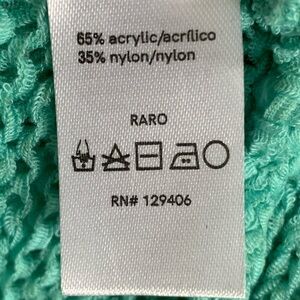 65% acrylic/acrílico
35% nylon/nylon
RARO
RN# 129406